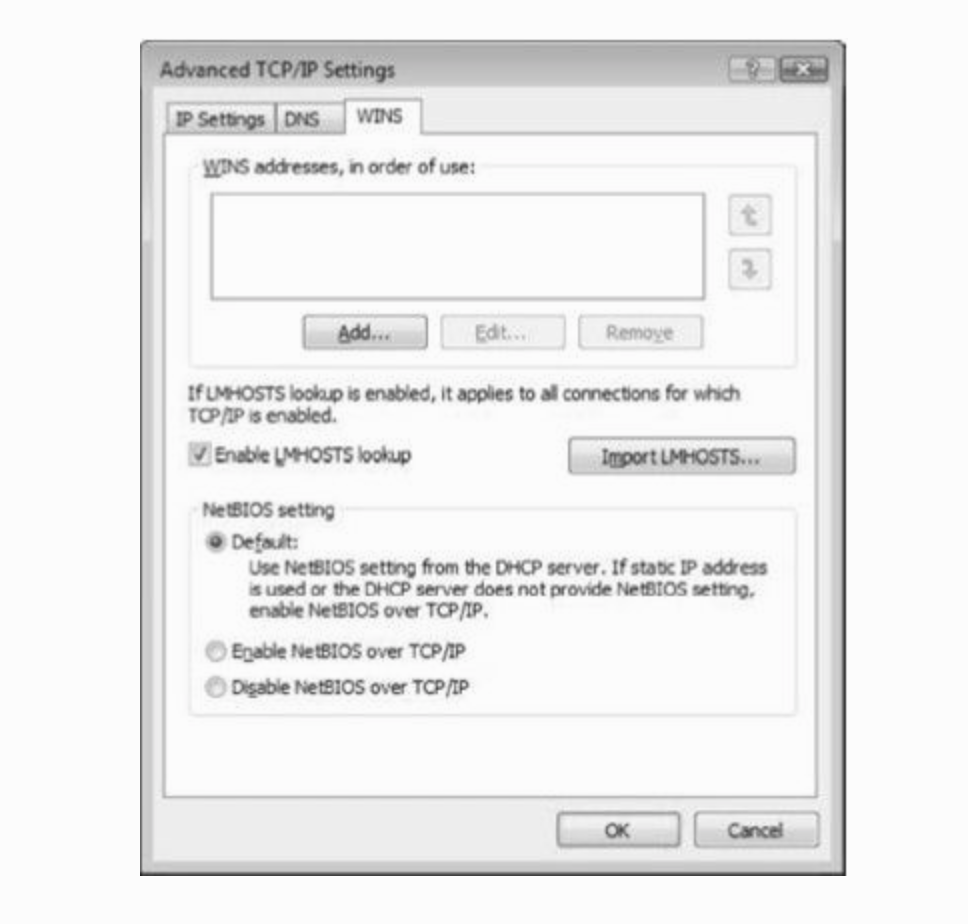 Advanced TCP/IP Settings
IP Settings DNS WINS
WINS addresses, in order of use:
Add... Edit... Remove
If LMHOSTS lookup is enabled, it applies to all connections for which
TCP/IP is enabled.
Enable LMHOSTS lookup Import LMHOSTS...
NetBIOS setting
Default:
Use NetBIOS setting from the DHCP server. If static IP address
is used or the DHCP server does not provide NetBIOS setting,
enable NetBIOS over TCP/IP.
Enable NetBIOS over TCP/IP
Disable NetBIOS over TCP/IP
OK Cancel